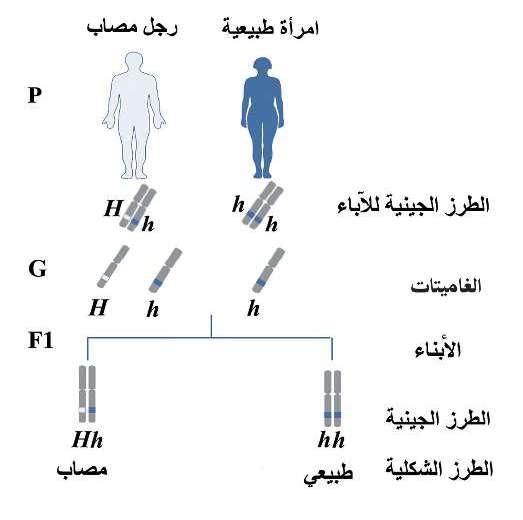 امرأة طبيعية رجل مصاب
P
H h h h الطرز الجينية للآباء
G
H h h الغاميتات
F1
الأبناء
Hh hh الطرز الجينية
مصاب طبيعي الطرز الشكلية